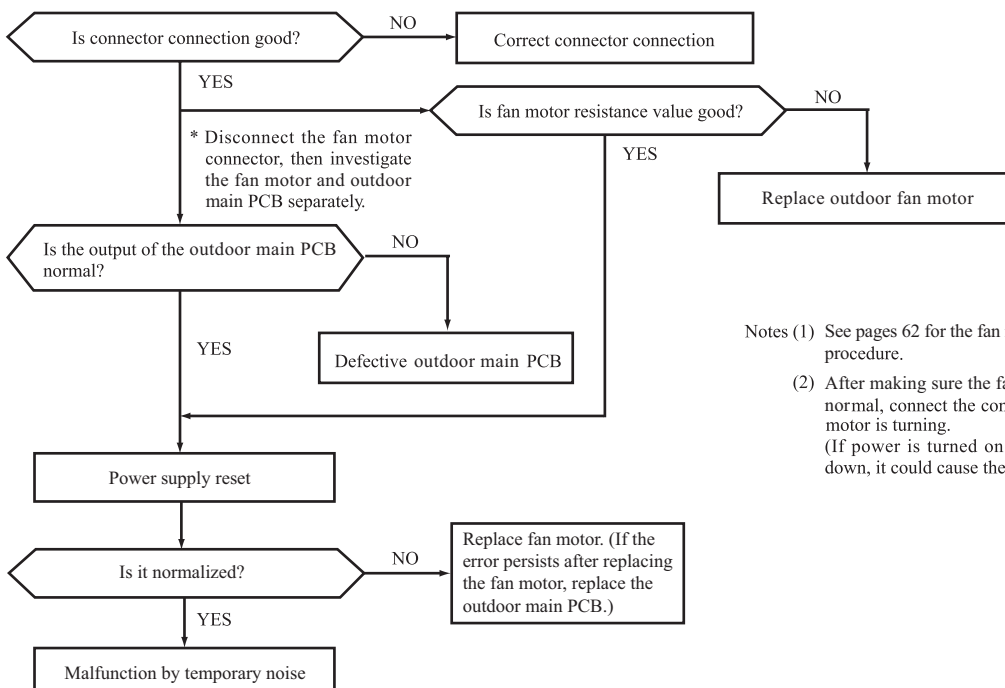 Is connector connection good?
NO
Correct connector connection
YES
Is fan motor resistance value good?
NO
* Disconnect the fan motor
connector, then investigate
the fan motor and outdoor
main PCB separately.
YES
Replace outdoor fan motor
Is the output of the outdoor main PCB
normal?
NO
YES
Defective outdoor main PCB
Notes (1) See pages 62 for the fan
procedure.
(2) After making sure the fa
normal, connect the con
motor is turning.
(If power is turned on
down, it could cause the
Power supply reset
Is it normalized?
NO
Replace fan motor. (If the
error persists after replacing
the fan motor, replace the
outdoor main PCB.)
YES
Malfunction by temporary noise